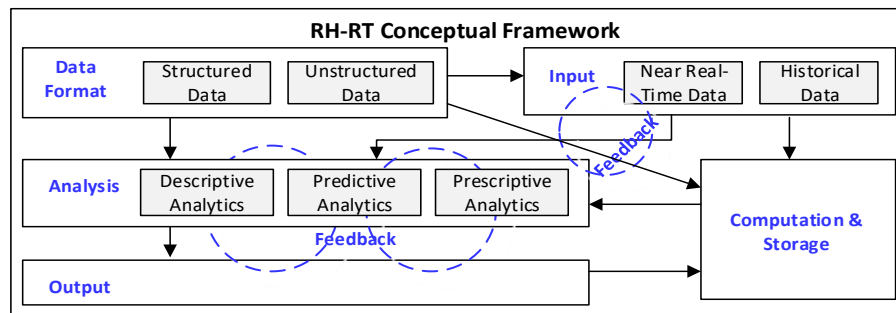 RH-RT Conceptual Framework
Data
Format
Structured
Data
Unstructured
Data
Input
Near Real-
Time Data
Historical
Data
Feedback
Analysis
Descriptive
Analytics
Predictive
Analytics
Prescriptive
Analytics
Feedback
Computation &
Storage
Output